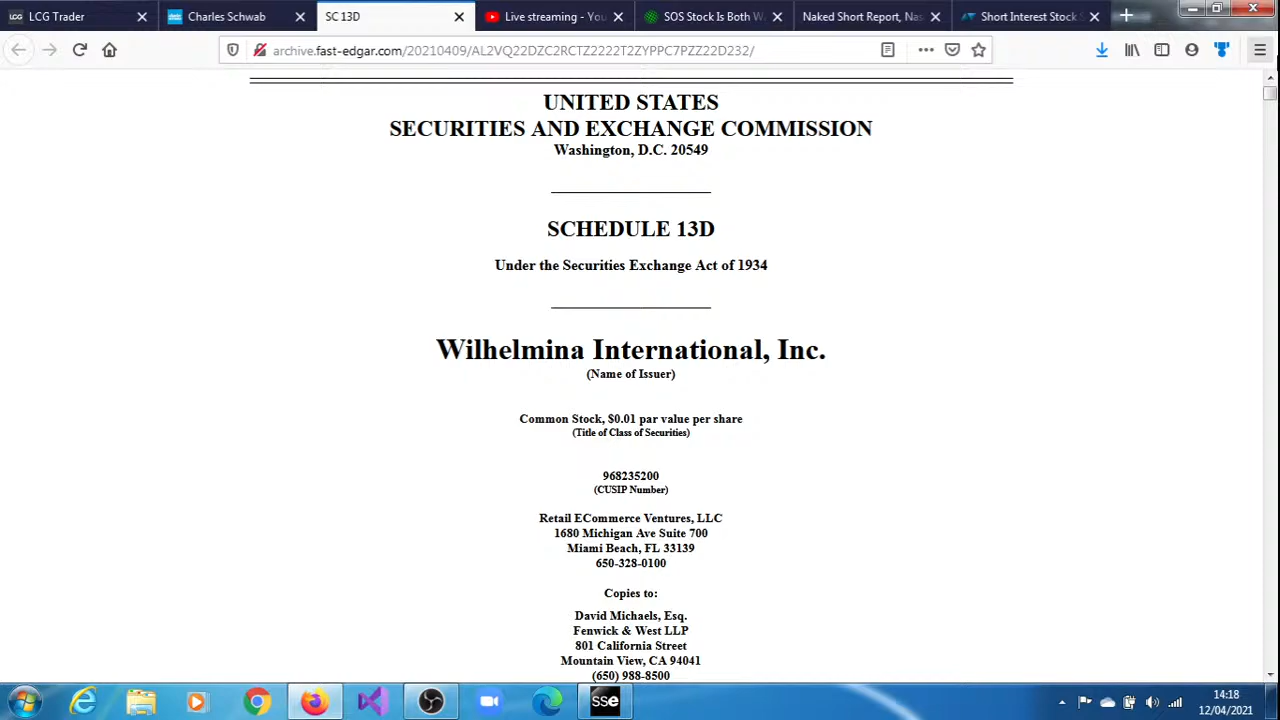 LCG Trader
Charles Schwab
SC 13D
Live streaming - You
SOS Stock Is Both W
Naked Short Report, Nas
Short Interest Stock S
archive.fast-edgar.com/20210409/AL2VQ22DZC2RCTZ2222T2ZYPPC7PZZ22D232/
UNITED STATES
SECURITIES AND EXCHANGE COMMISSION
Washington, D.C. 20549
SCHEDULE 13D
Under the Securities Exchange Act of 1934
Wilhelmina International, Inc.
(Name of Issuer)
Common Stock, $0.01 par value per share
(Title of Class of Securities)
968235200
(CUSIP Number)
Retail ECommerce Ventures, LLC
1680 Michigan Ave Suite 700
Miami Beach, FL 33139
650-328-0100
Copies to:
David Michaels, Esq.
Fenwick & West LLP
801 California Street
Mountain View, CA 94041
(650) 988-8500
sse
14:18
12/04/2021